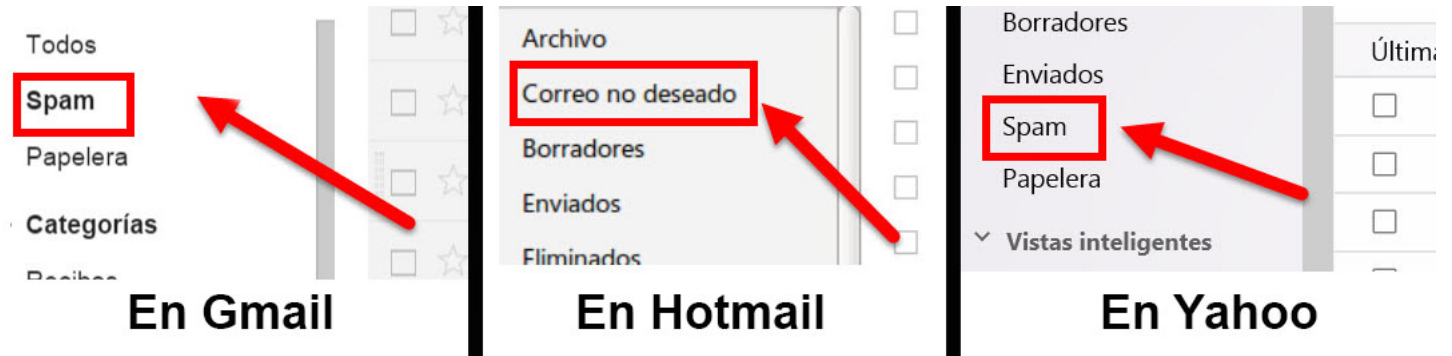 Todos
Spam
Papelera
Categorías
En Gmail
Archivo
Correo no deseado
Borradores
Enviados
Eliminados
En Hotmail
Borradores
Enviados
Spam
Papelera
Vistas inteligentes
En Yahoo